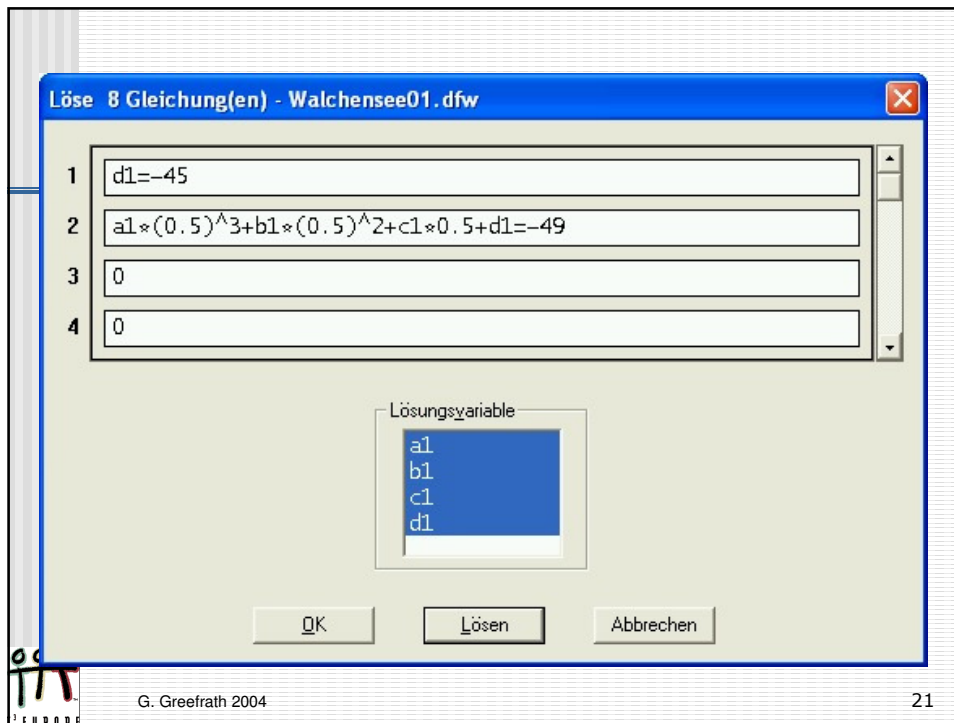 Löse 8 Gleichung(en) - Walchensee01.dfw
1 d1=-45
2 a1*(0.5)^3+b1*(0.5)^2+c1*0.5+d1=-49
3 0
4 0
Lösungsvariable
a1
b1
c1
d1
OK Lösen Abbrechen
G. Greefrath 2004 21